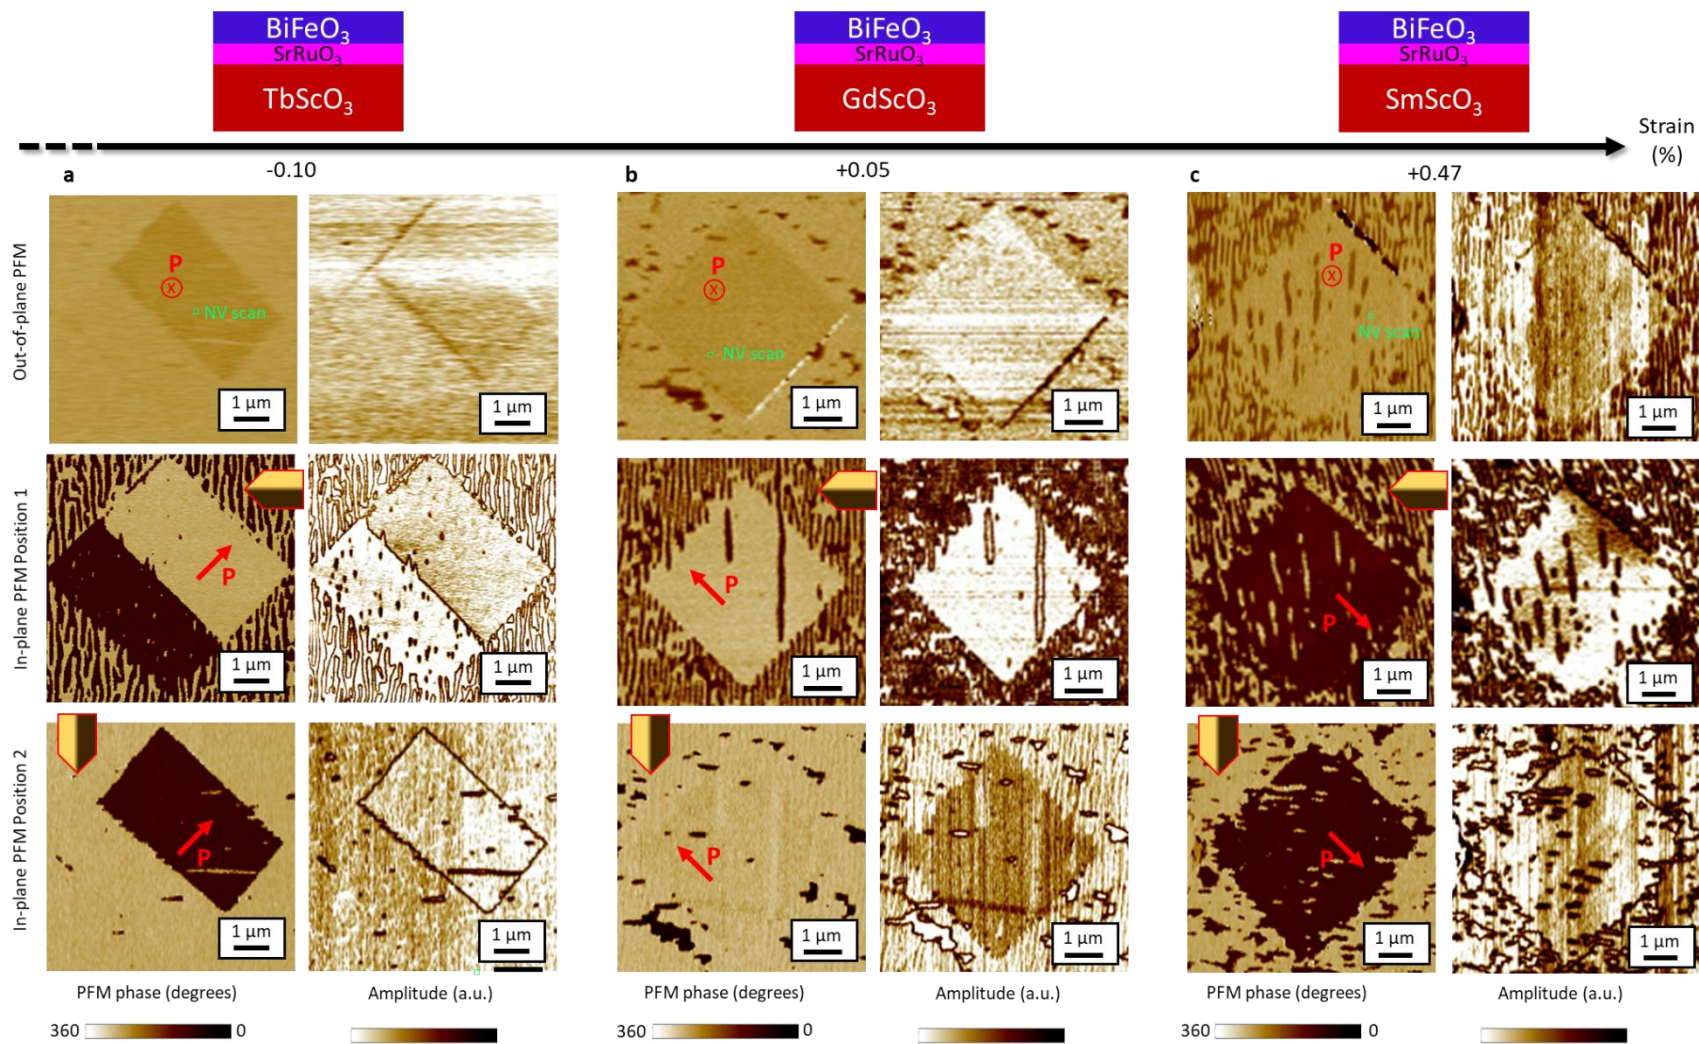 BiFeO₃
SrRuO₃
TbScO₃
BiFeO₃
SrRuO₃
GdScO₃
BiFeO₃
SrRuO₃
SmScO₃
Strain
(%)
a
-0.10
b
+0.05
c
+0.47
Out-of-plane PFM
P
x
NV scan
1 µm
1 µm
P
x
NV scan
1 µm
1 µm
P
x
NV scan
1 µm
1 µm
In-plane PFM Position 1
P
1 µm
1 µm
P
1 µm
1 µm
P
1 µm
1 µm
In-plane PFM Position 2
P
1 µm
1 µm
P
1 µm
1 µm
P
1 µm
1 µm
PFM phase (degrees)
Amplitude (a.u.)
PFM phase (degrees)
Amplitude (a.u.)
PFM phase (degrees)
Amplitude (a.u.)
360 0
360 0
360 0